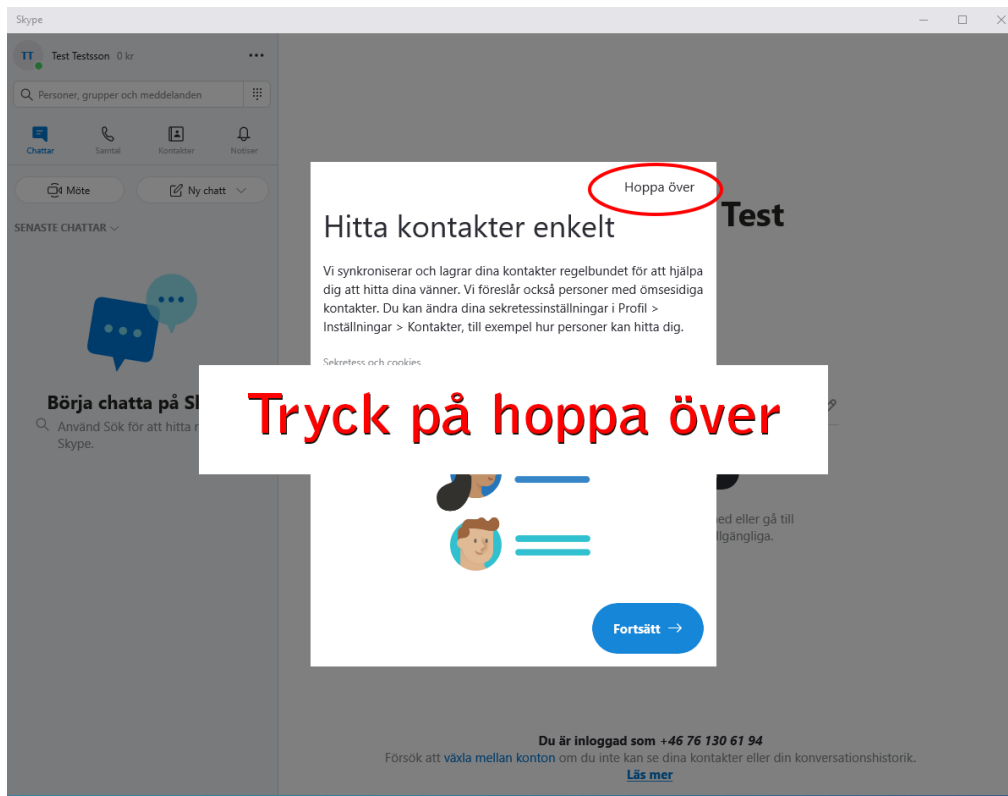 Skype
TT Test Testsson 0 kr
Personer, grupper och meddelanden
Chattar Samtal Kontakter Notiser
Möte Ny chatt
SENASTE CHATTAR
Börja chatta på
Använd Sök för att hitta
Skype.
Hoppa över
Test
Hitta kontakter enkelt
Vi synkroniserar och lagrar dina kontakter regelbundet för att hjälpa
dig att hitta dina vänner. Vi föreslår också personer med ömsesidiga
kontakter. Du kan ändra dina sekretessinställningar i Profil >
Inställningar > Kontakter, till exempel hur personer kan hitta dig.
Sekretess och cookies
Tryck på hoppa över
eller gå till
Fortsätt
Du är inloggad som +46 76 130 61 94
Försök att växla mellan konton om du inte kan se dina kontakter eller din konversationshistorik.
Läs mer